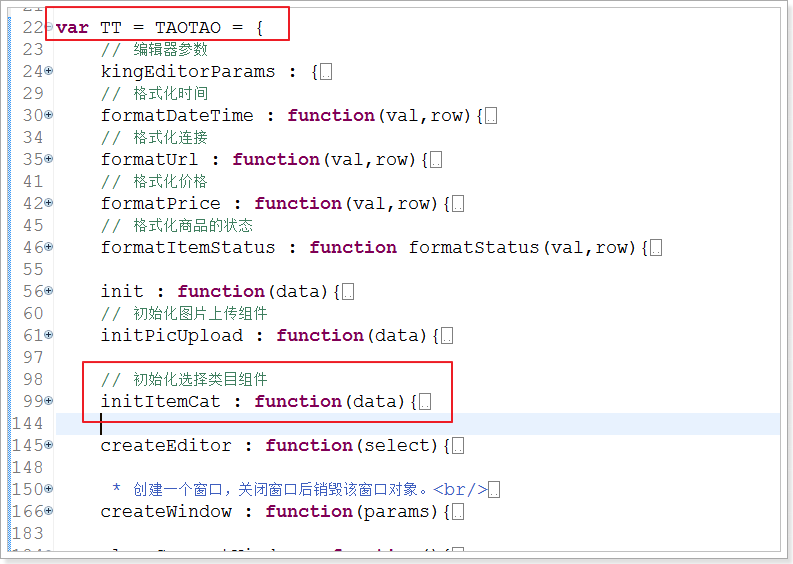 22 var TT = TAOTAO = {
23 // 编辑器参数
24 kingEditorParams : {
29 // 格式化时间
30 formatDateTime : function(val,row){
34 // 格式化连接
35 formatUrl : function(val,row){
41 // 格式化价格
42 formatPrice : function(val,row){
45 // 格式化商品的状态
46 formatItemStatus : function formatStatus(val,row){
55
56 init : function(data){
60 // 初始化图片上传组件
61 initPicUpload : function(data){
97
98 // 初始化选择类目组件
99 initItemCat : function(data){
144
145 createEditor : function(select){
148
150 * 创建一个窗口，关闭窗口后销毁该窗口对象。<br/>
166 createWindow : function(params){
183